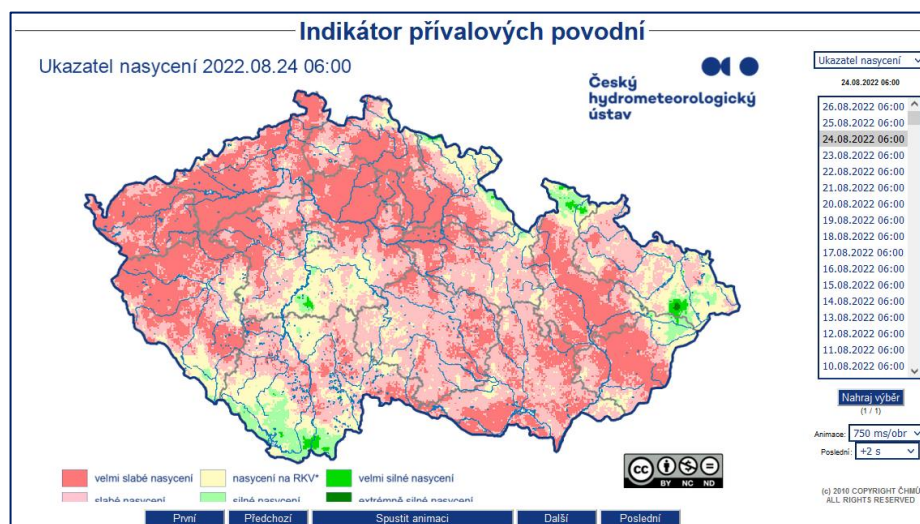 Indikátor přívalových povodní
Ukazatel nasycení 2022.08.24 06:00
Český
hydrometeorologický
ústav
Ukazatel nasycení
24.08.2022 06:00
26.08.2022 06:00
25.08.2022 06:00
24.08.2022 06:00
23.08.2022 06:00
22.08.2022 06:00
21.08.2022 06:00
20.08.2022 06:00
19.08.2022 06:00
18.08.2022 06:00
17.08.2022 06:00
16.08.2022 06:00
15.08.2022 06:00
14.08.2022 06:00
13.08.2022 06:00
12.08.2022 06:00
11.08.2022 06:00
10.08.2022 06:00
Nahraj výběr
(1 / 1)
Animace: 750 ms/obr
Poslední: +2 s
velmi slabé nasycení nasycení na RKV* velmi silné nasycení
slabé nasycení silné nasycení extrémně silné nasycení
cc BY NC ND
(c) 2010 COPYRIGHT ČHMÚ
ALL RIGHTS RESERVED
První Předchozí Spustit animaci Další Poslední